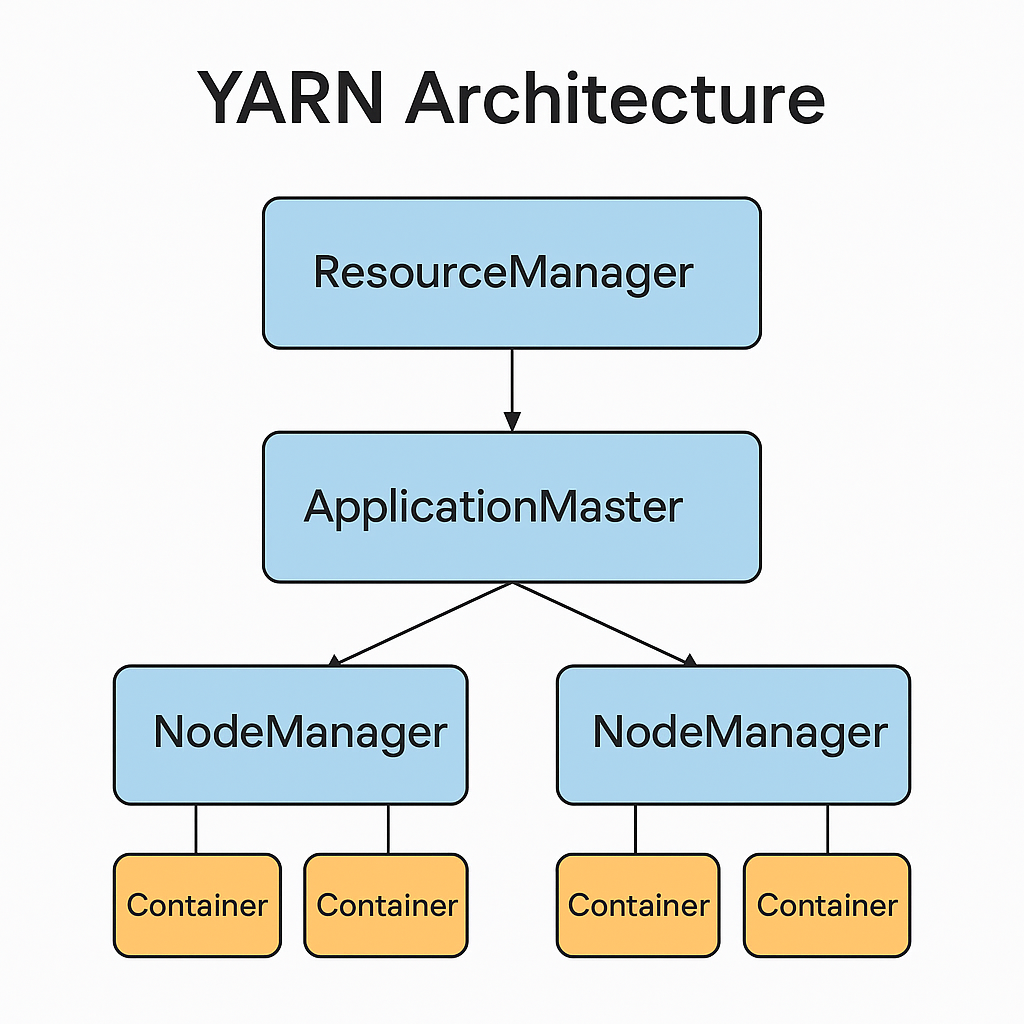 YARN Architecture
ResourceManager
ApplicationMaster
NodeManager
NodeManager
Container
Container
Container
Container